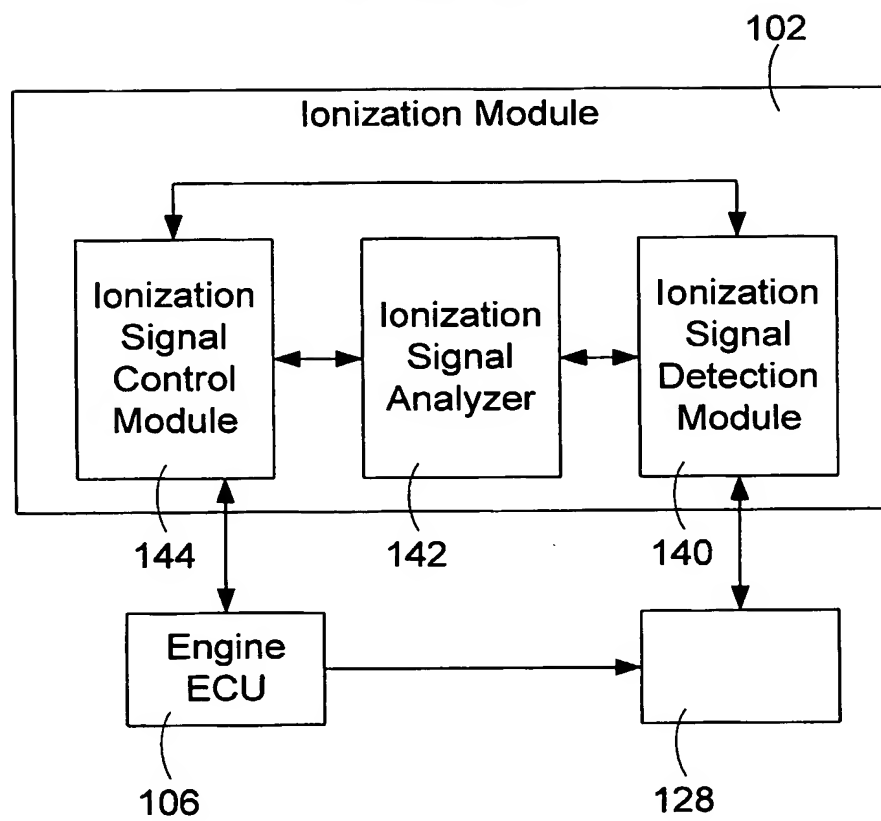 102
Ionization Module
Ionization
Signal
Control
Module
Ionization
Signal
Analyzer
Ionization
Signal
Detection
Module
144
142
140
Engine
ECU
106
128